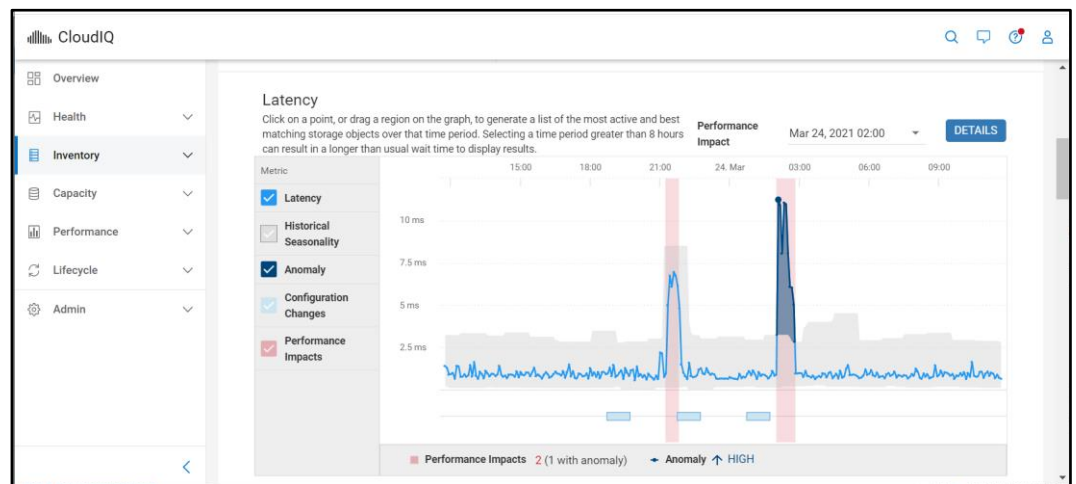 CloudIQ
Overview
Health
Inventory
Capacity
Performance
Lifecycle
Admin
Latency
Click on a point, or drag a region on the graph, to generate a list of the most active and best
matching storage objects over that time period. Selecting a time period greater than 8 hours
can result in a longer than usual wait time to display results.
Performance
Impact
Mar 24, 2021 02:00
DETAILS
Metric
Latency
Historical
Seasonality
Anomaly
Configuration
Changes
Performance
Impacts
15:00 18:00 21:00 24. Mar 03:00 06:00 09:00
10 ms
7.5 ms
5 ms
2.5 ms
Performance Impacts 2 (1 with anomaly) Anomaly HIGH